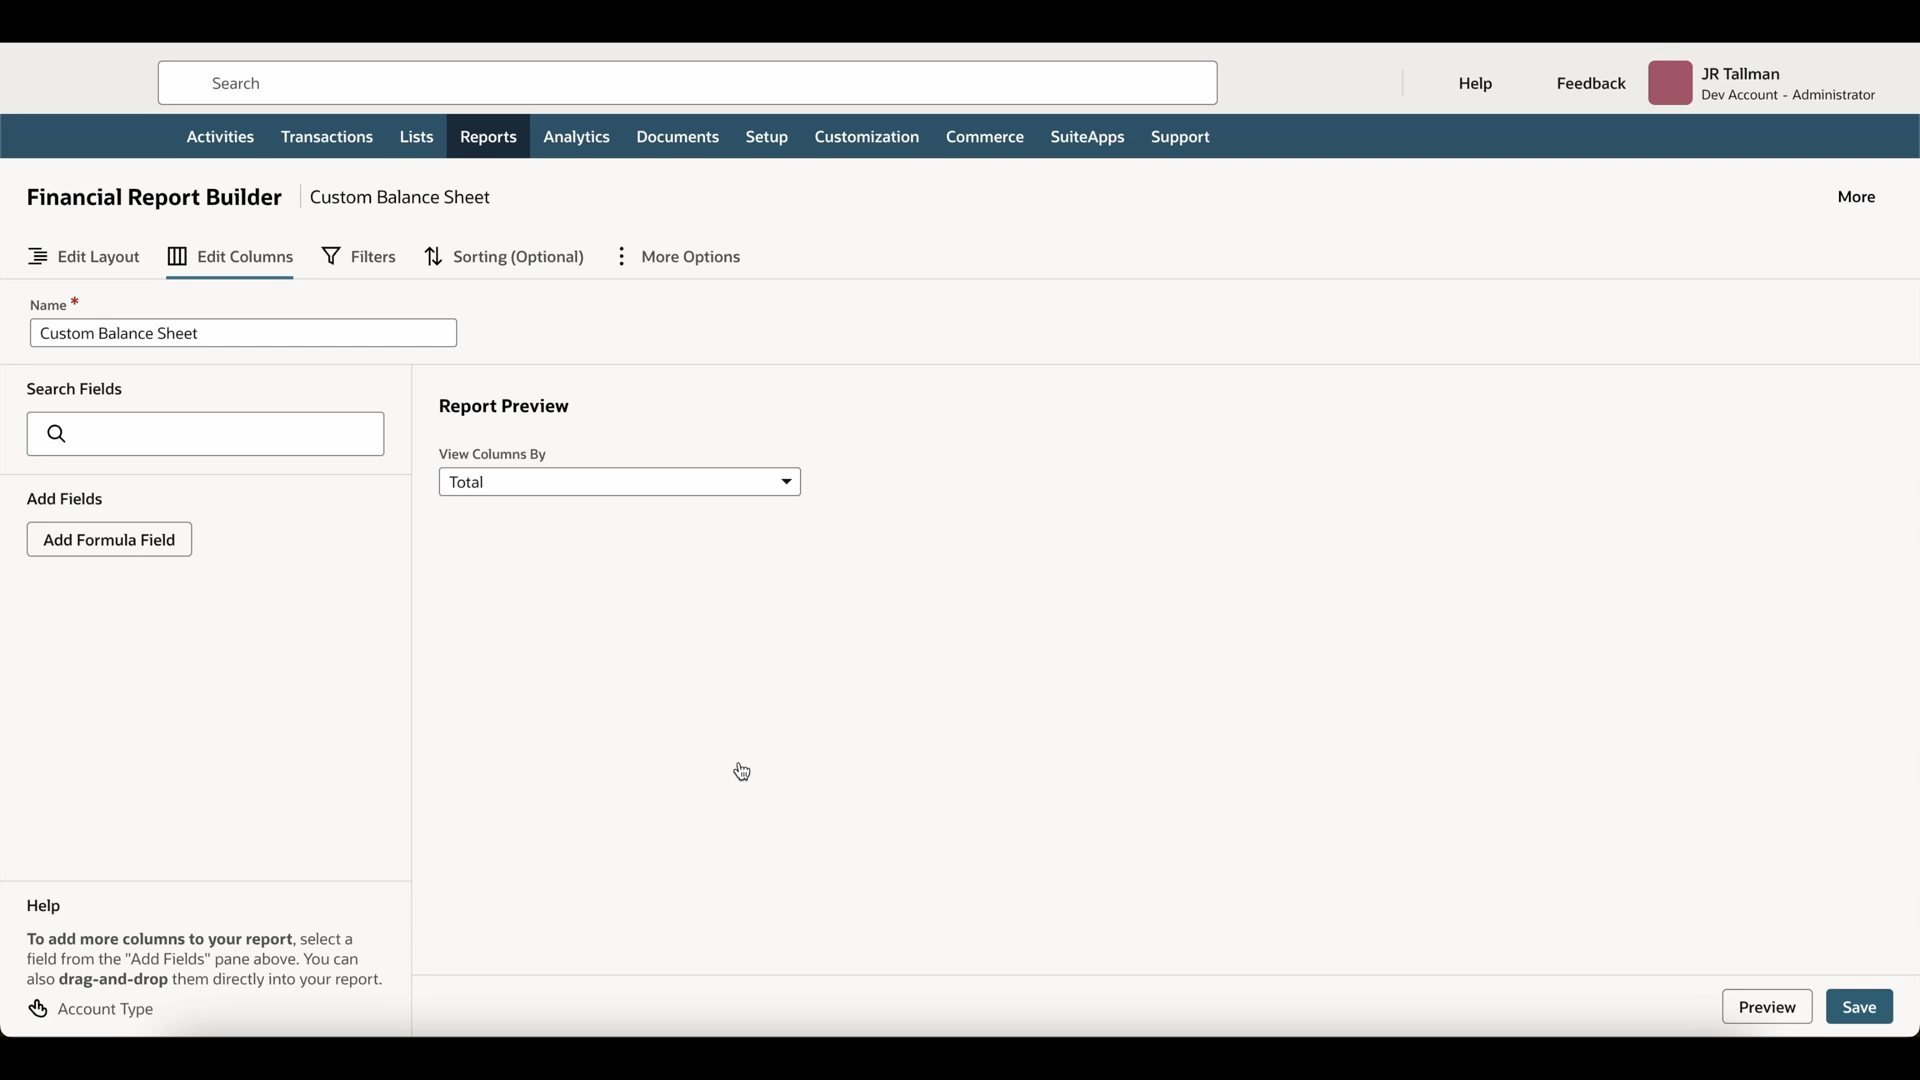 Search
Help
Feedback
JR Tallman
Dev Account - Administrator
Activities Transactions Lists Reports Analytics Documents Setup Customization Commerce SuiteApps Support
Financial Report Builder Custom Balance Sheet
More
Edit Layout Edit Columns Filters Sorting (Optional) More Options
Name *
Custom Balance Sheet
Search Fields
Add Fields
Add Formula Field
Report Preview
View Columns By
Total
Help
To add more columns to your report, select a
field from the "Add Fields" pane above. You can
also drag-and-drop them directly into your report.
Account Type
Preview Save